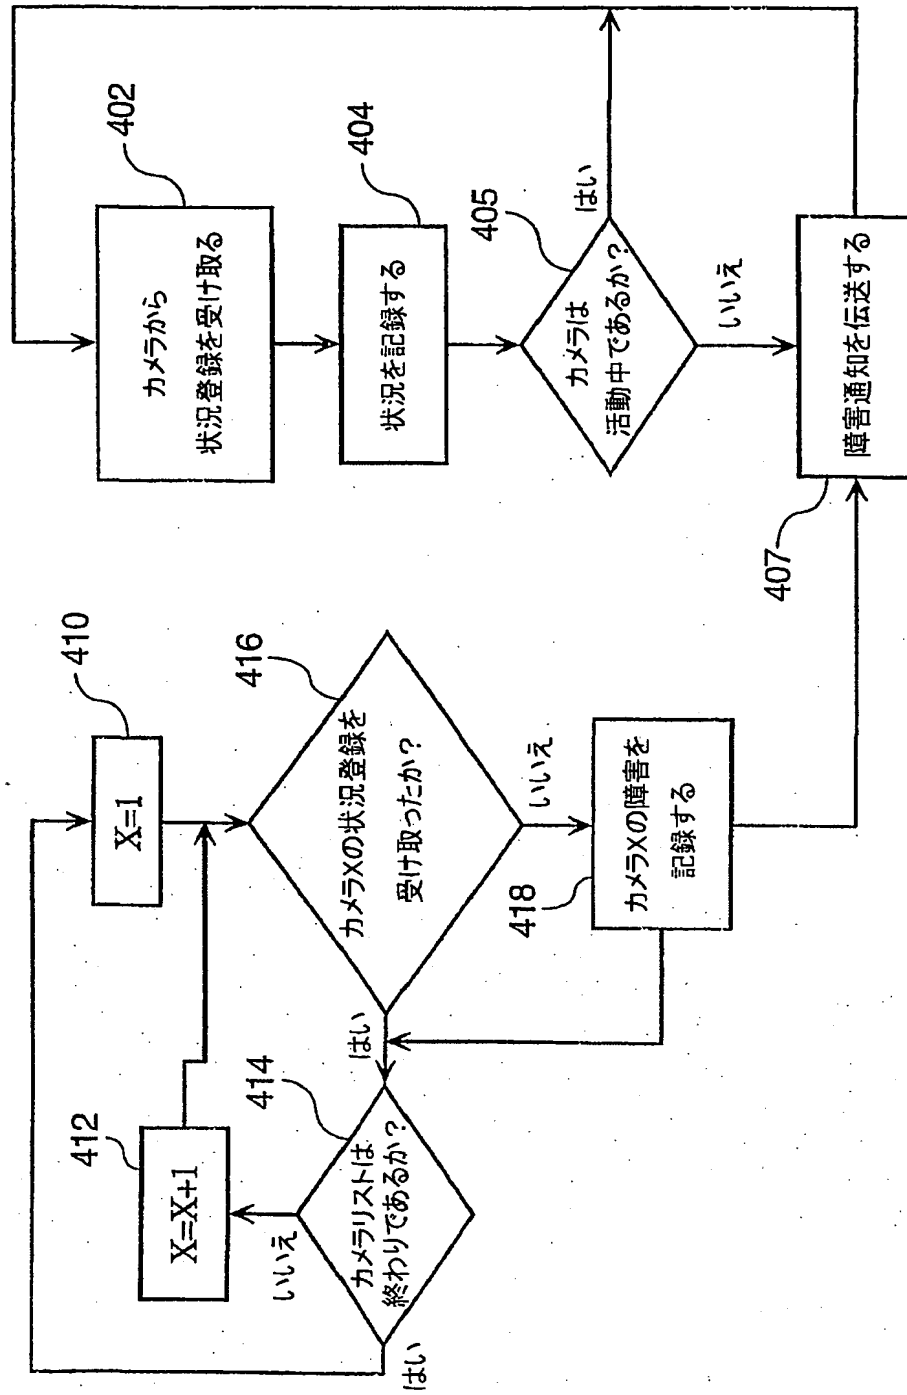 カメラから
状況登録を受け取る
402
状況を記録する
404
カメラは
活動中であるか？
405
はい
いいえ
障害通知を伝送する
407
X=1
410
カメラXの状況登録を
受け取ったか？
416
はい
いいえ
カメラXの障害を
記録する
418
カメラリストは
終わりであるか？
414
いいえ
はい
X=X+1
412